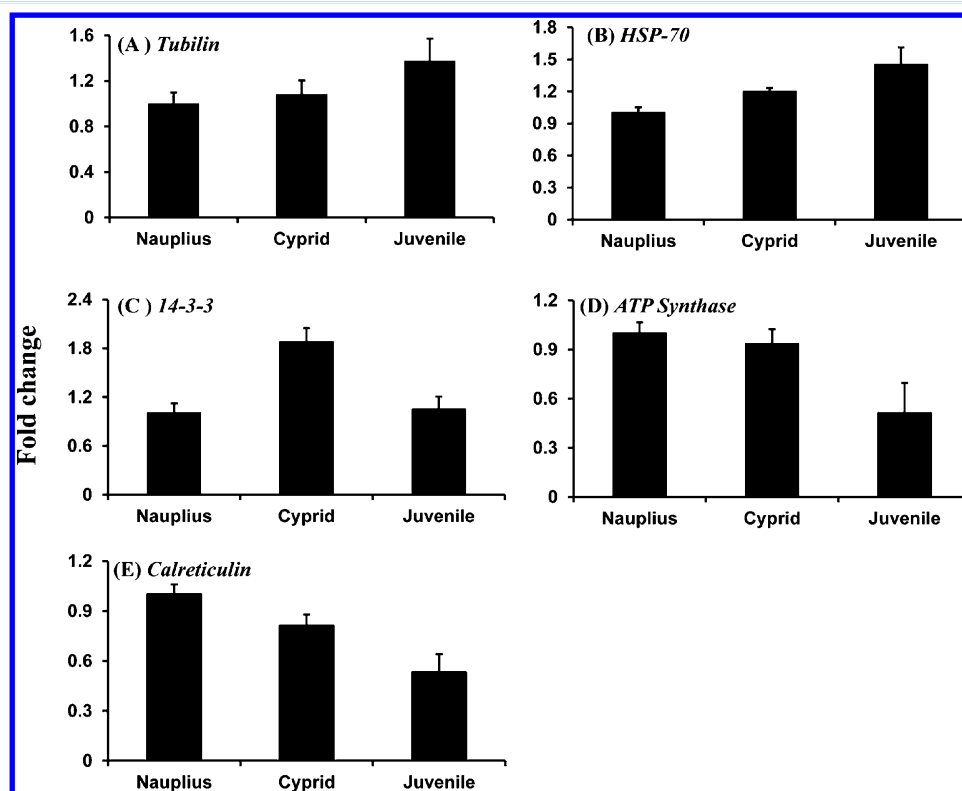 (A ) Tubilin
1.6
1.2
0.8
0.4
0
Nauplius Cyprid Juvenile
(B) HSP-70
1.8
1.5
1.2
0.9
0.6
0.3
0
Nauplius Cyprid Juvenile
Fold change
(C ) 14-3-3
2.4
1.8
1.2
0.6
0
Nauplius Cyprid Juvenile
(D) ATP Synthase
1.2
0.9
0.6
0.3
0
Nauplius Cyprid Juvenile
(E) Calreticulin
1.2
0.9
0.6
0.3
0
Nauplius Cyprid Juvenile